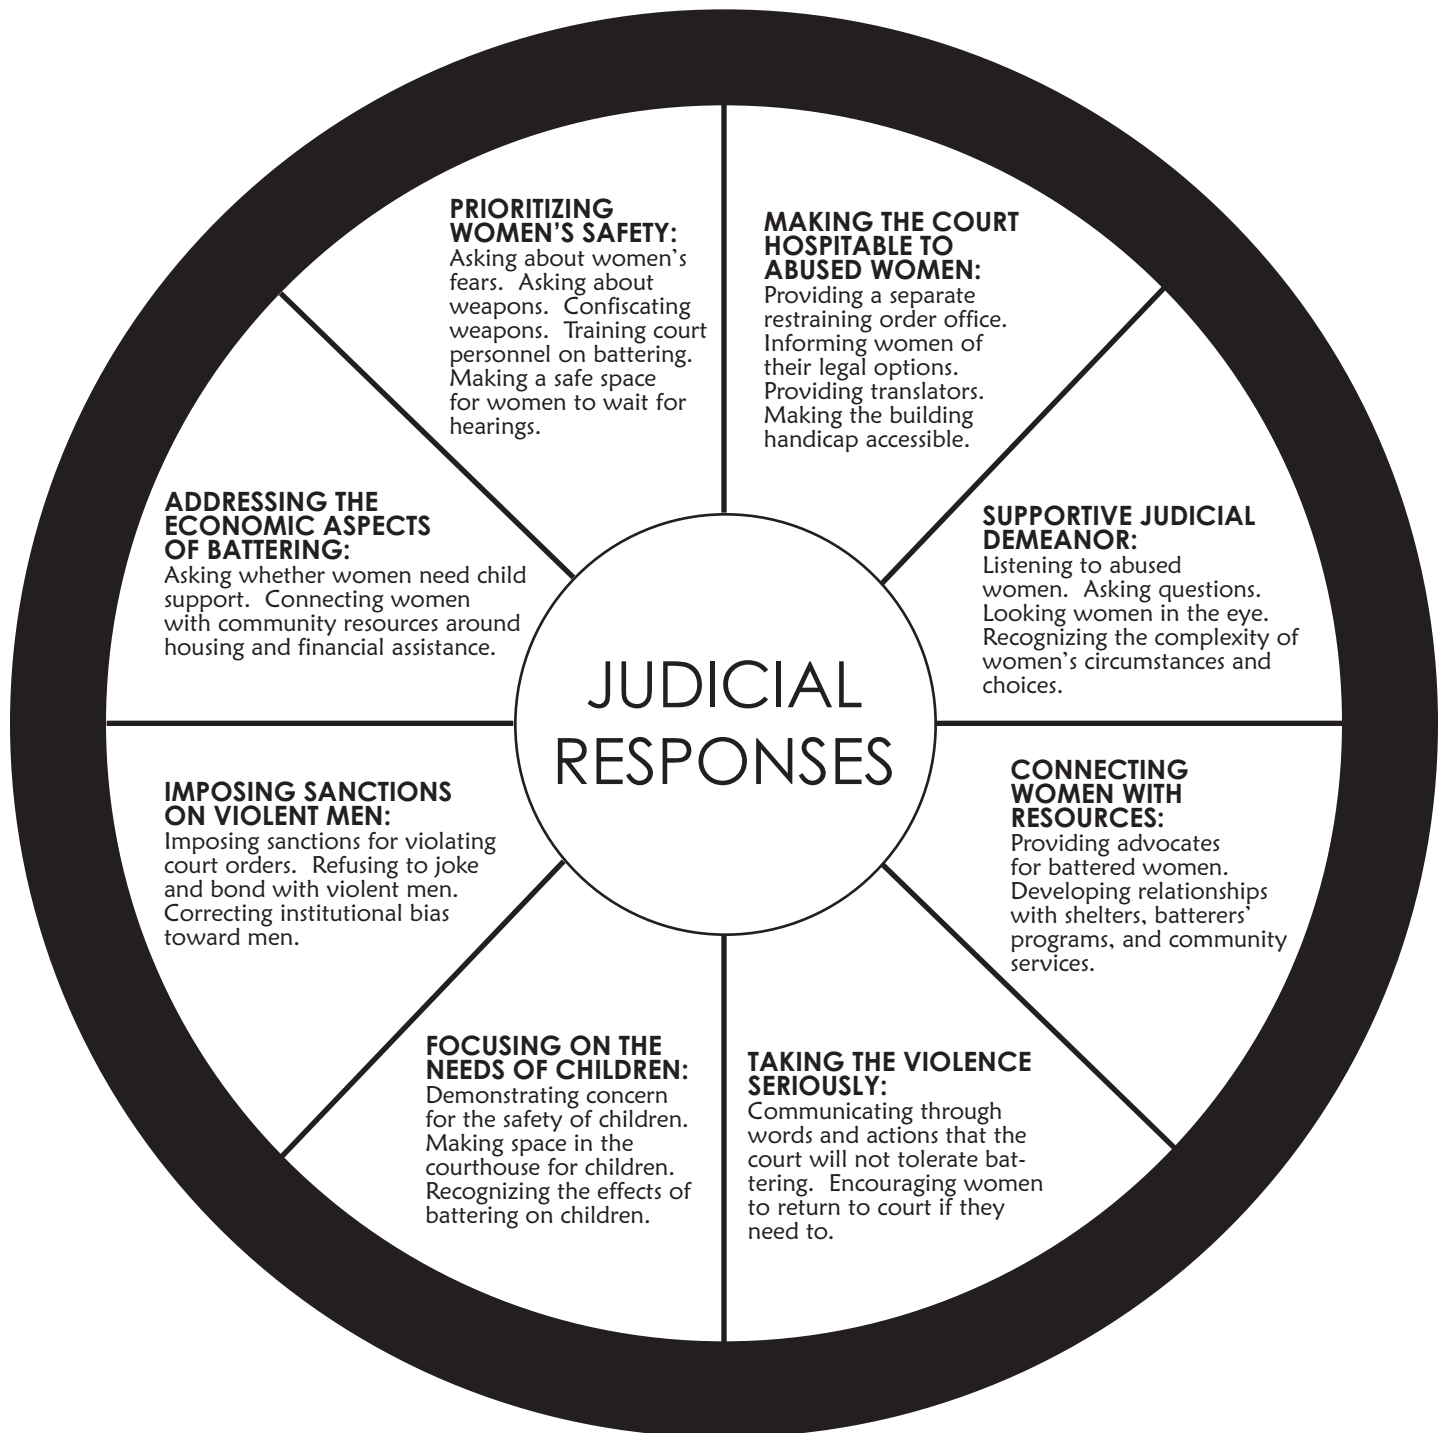 PRIORITIZING
WOMEN'S SAFETY:
Asking about women's
fears.  Asking about
weapons.  Confiscating
weapons.  Training court
personnel on battering.
Making a safe space
for women to wait for
hearings.
MAKING THE COURT
HOSPITABLE TO
ABUSED WOMEN:
Providing a separate
restraining order office.
Informing women of
their legal options.
Providing translators.
Making the building
handicap accessible.
SUPPORTIVE JUDICIAL
DEMEANOR:
Listening to abused
women.  Asking questions.
Looking women in the eye.
Recognizing the complexity of
women's circumstances and
choices.
CONNECTING
WOMEN WITH
RESOURCES:
Providing advocates
for battered women.
Developing relationships
with shelters, batterers'
programs, and community
services.
TAKING THE VIOLENCE
SERIOUSLY:
Communicating through
words and actions that the
court will not tolerate bat-
tering.  Encouraging women
to return to court if they
need to.
FOCUSING ON THE
NEEDS OF CHILDREN:
Demonstrating concern
for the safety of children.
Making space in the
courthouse for children.
Recognizing the effects of
battering on children.
IMPOSING SANCTIONS
ON VIOLENT MEN:
Imposing sanctions for violating
court orders.  Refusing to joke
and bond with violent men.
Correcting institutional bias
toward men.
ADDRESSING THE
ECONOMIC ASPECTS
OF BATTERING:
Asking whether women need child
support.  Connecting women
with community resources around
housing and financial assistance.
JUDICIAL
RESPONSES